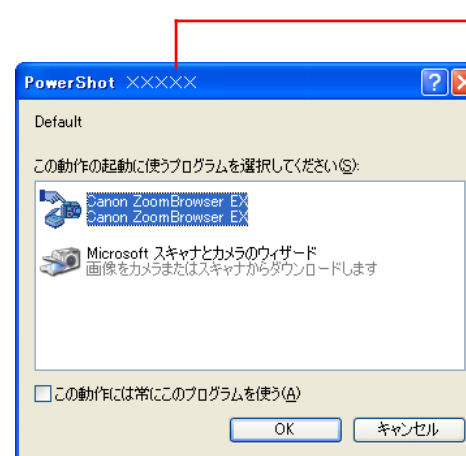 PowerShot ×××××
Default
この動作の起動に使うプログラムを選択してください(S):
Canon ZoomBrowser EX
Canon ZoomBrowser EX
Microsoft スキャナとカメラのウィザード
画像をカメラまたはスキャナからダウンロードします
この動作には常にこのプログラムを使う(A)
OK キャンセル